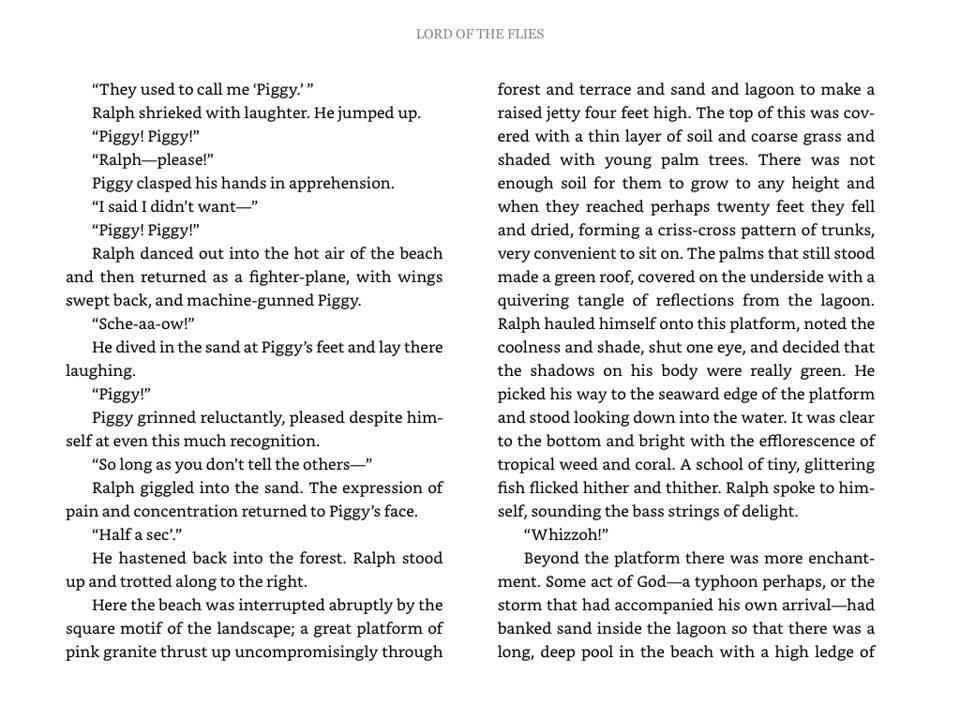 LORD OF THE FLIES
“They used to call me ‘Piggy.’ ”
Ralph shrieked with laughter. He jumped up.
“Piggy! Piggy!”
“Ralph—please!”
Piggy clasped his hands in apprehension.
“I said I didn’t want—”
“Piggy! Piggy!”
Ralph danced out into the hot air of the beach
and then returned as a fighter-plane, with wings
swept back, and machine-gunned Piggy.
“Sche-aa-ow!”
He dived in the sand at Piggy’s feet and lay there
laughing.
“Piggy!”
Piggy grinned reluctantly, pleased despite him-
self at even this much recognition.
“So long as you don’t tell the others—”
Ralph giggled into the sand. The expression of
pain and concentration returned to Piggy’s face.
“Half a sec’.”
He hastened back into the forest. Ralph stood
up and trotted along to the right.
Here the beach was interrupted abruptly by the
square motif of the landscape; a great platform of
pink granite thrust up uncompromisingly through
forest and terrace and sand and lagoon to make a
raised jetty four feet high. The top of this was cov-
ered with a thin layer of soil and coarse grass and
shaded with young palm trees. There was not
enough soil for them to grow to any height and
when they reached perhaps twenty feet they fell
and dried, forming a criss-cross pattern of trunks,
very convenient to sit on. The palms that still stood
made a green roof, covered on the underside with a
quivering tangle of reflections from the lagoon.
Ralph hauled himself onto this platform, noted the
coolness and shade, shut one eye, and decided that
the shadows on his body were really green. He
picked his way to the seaward edge of the platform
and stood looking down into the water. It was clear
to the bottom and bright with the efflorescence of
tropical weed and coral. A school of tiny, glittering
fish flicked hither and thither. Ralph spoke to him-
self, sounding the bass strings of delight.
“Whizzoh!”
Beyond the platform there was more enchant-
ment. Some act of God—a typhoon perhaps, or the
storm that had accompanied his own arrival—had
banked sand inside the lagoon so that there was a
long, deep pool in the beach with a high ledge of